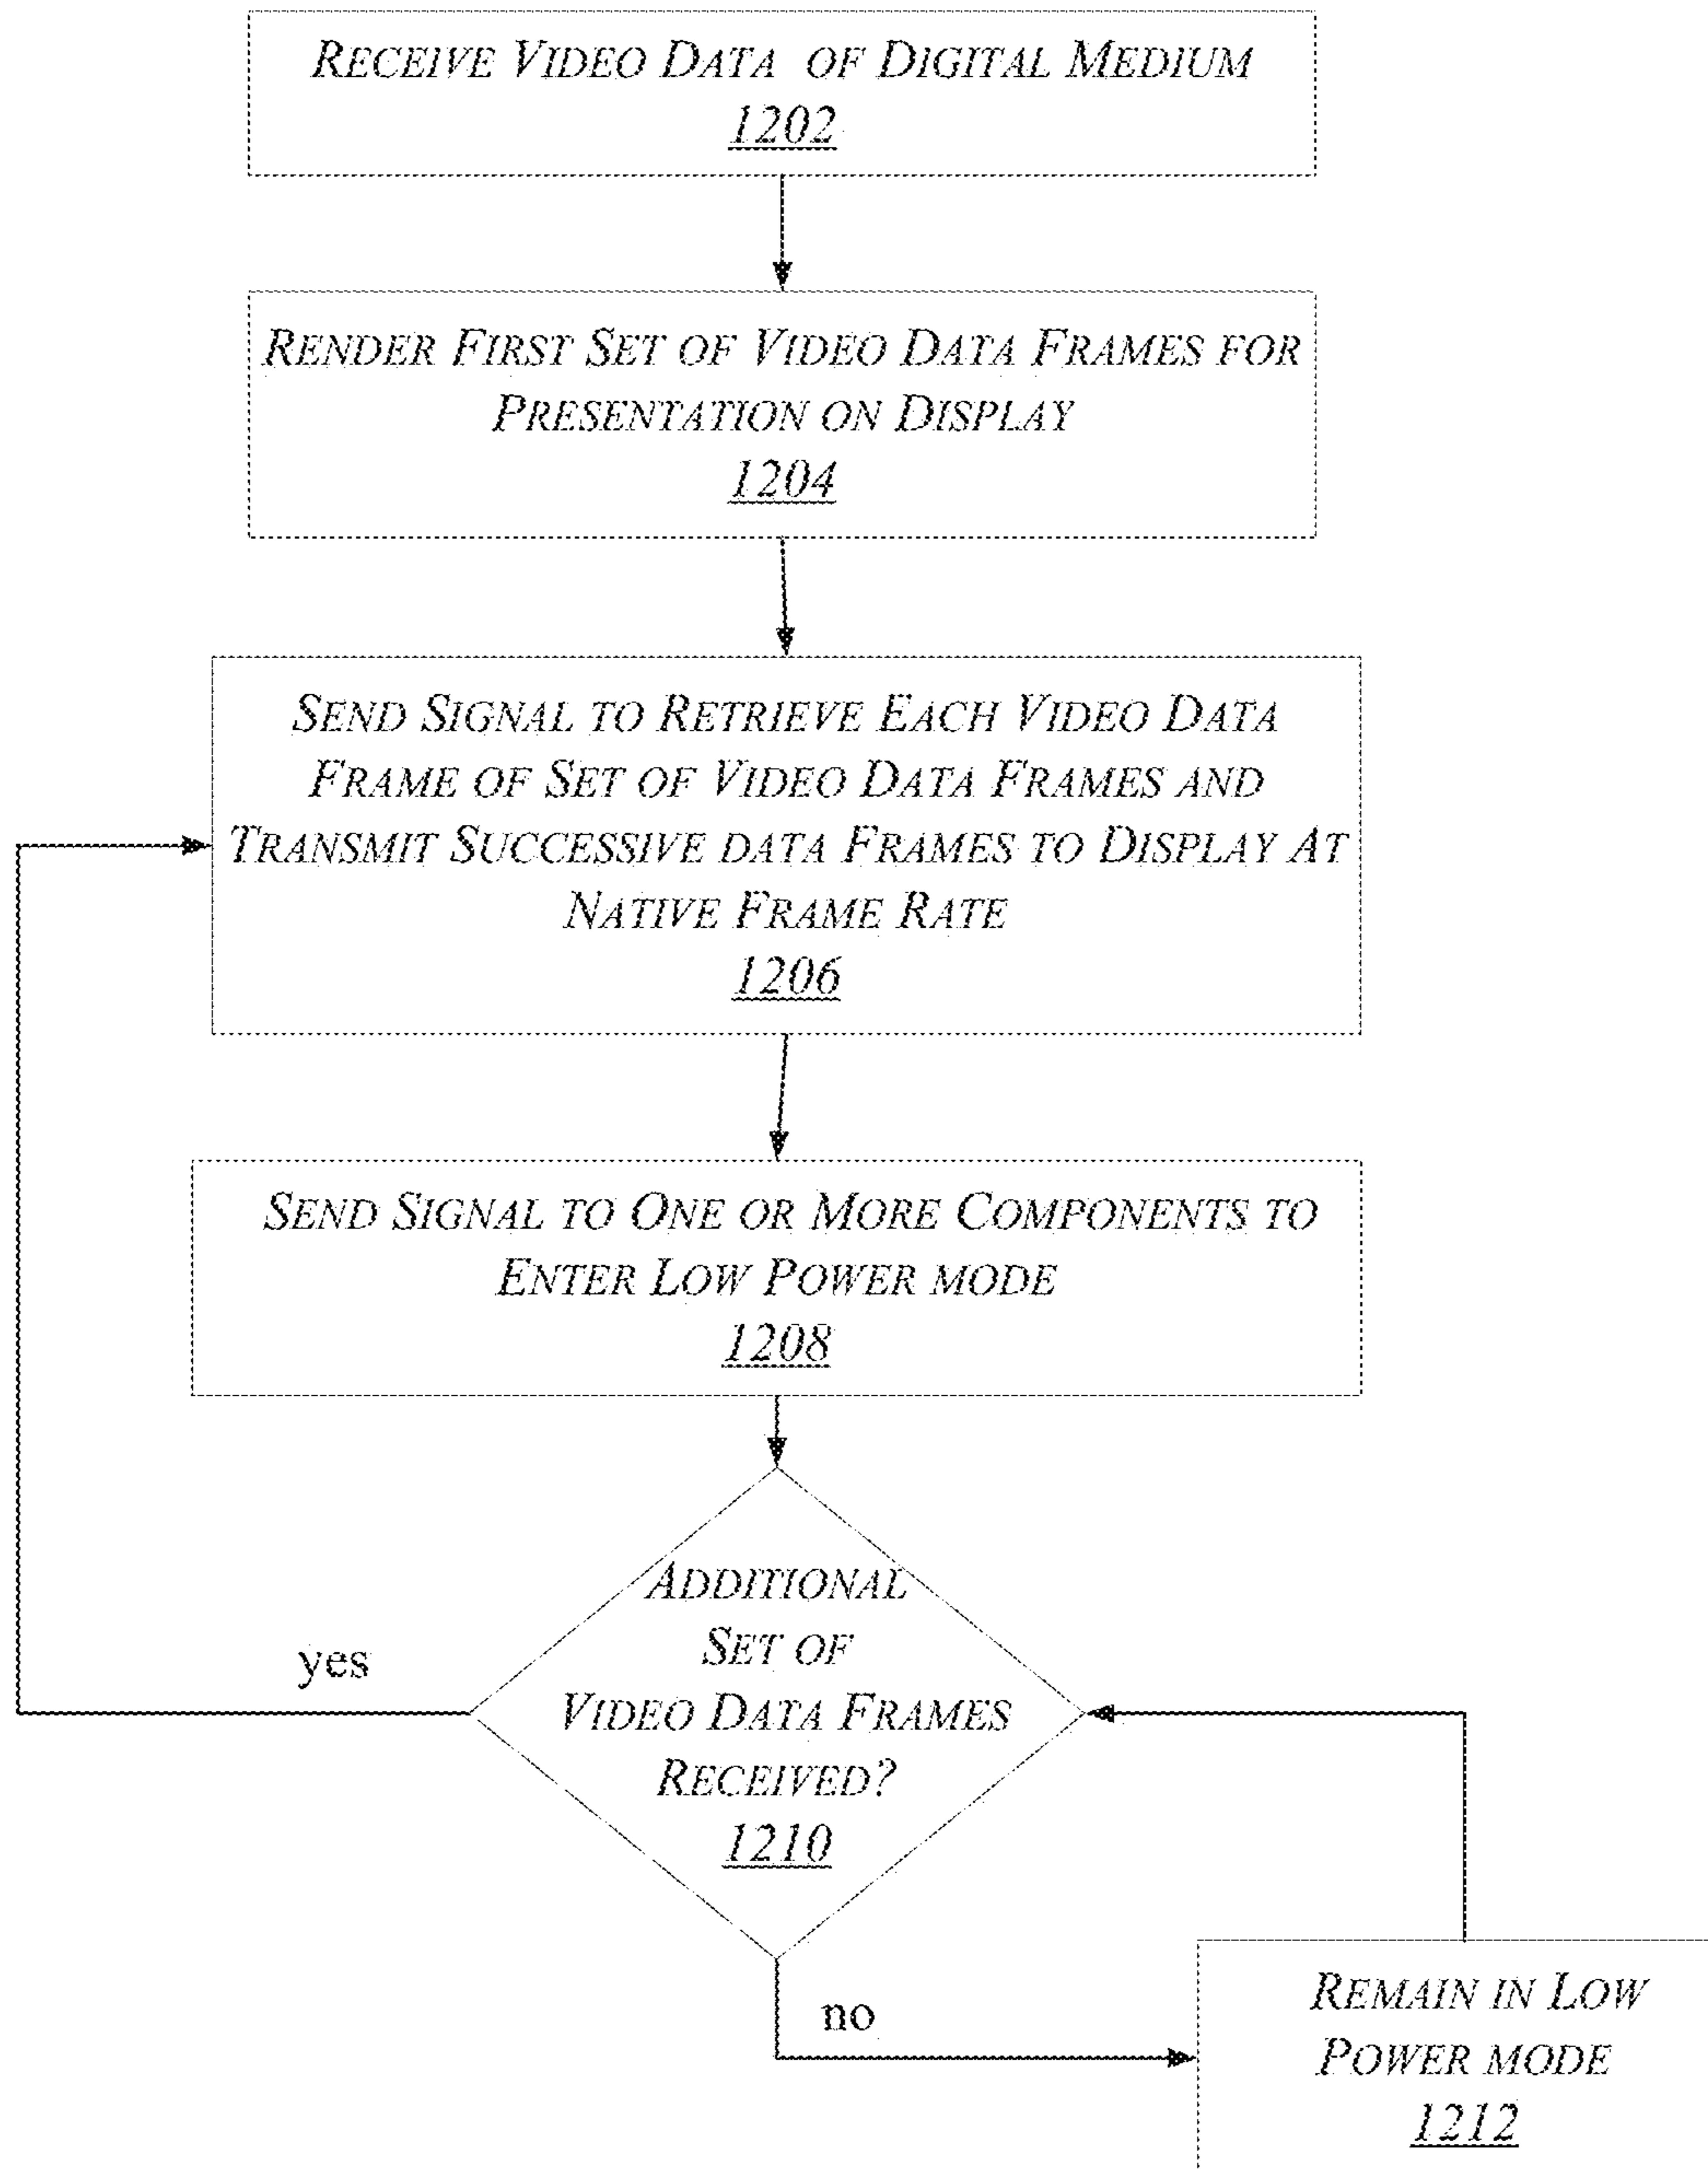 RECEIVE VIDEO DATA OF DIGITAL MEDIUM
1202
RENDER FIRST SET OF VIDEO DATA FRAMES FOR
PRESENTATION ON DISPLAY
1204
SEND SIGNAL TO RETRIEVE EACH VIDEO DATA
FRAME OF SET OF VIDEO DATA FRAMES AND
TRANSMIT SUCCESSIVE DATA FRAMES TO DISPLAY AT
NATIVE FRAME RATE
1206
SEND SIGNAL TO ONE OR MORE COMPONENTS TO
ENTER LOW POWER MODE
1208
ADDITIONAL
SET OF
VIDEO DATA FRAMES
RECEIVED?
1210
yes
no
REMAIN IN LOW
POWER MODE
1212